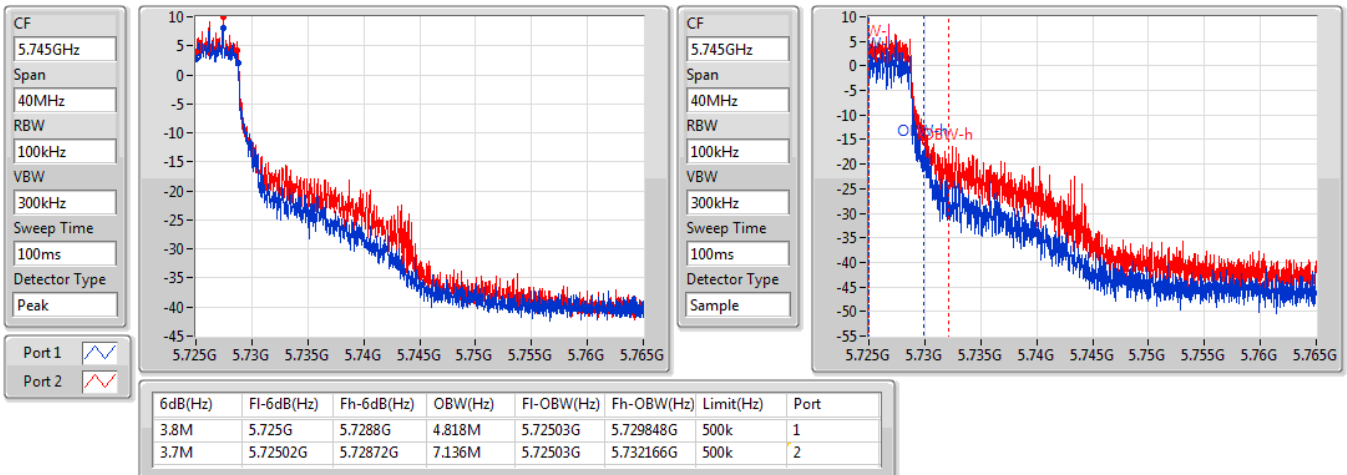 CF
5.745GHz
Span
40MHz
RBW
100kHz
VBW
300kHz
Sweep Time
100ms
Detector Type
Peak
Port 1
Port 2
10
5
0
-5
-10
-15
-20
-25
-30
-35
-40
-45
5.725G 5.73G 5.735G 5.74G 5.745G 5.75G 5.755G 5.76G 5.765G
CF
5.745GHz
Span
40MHz
RBW
100kHz
VBW
300kHz
Sweep Time
100ms
Detector Type
Sample
10
5
0
-5
-10
-15
-20
-25
-30
-35
-40
-45
-50
-55
OBW-h
5.725G 5.73G 5.735G 5.74G 5.745G 5.75G 5.755G 5.76G 5.765G
6dB(Hz) Fl-6dB(Hz) Fh-6dB(Hz) OBW(Hz) Fl-OBW(Hz) Fh-OBW(Hz) Limit(Hz) Port
3.8M 5.725G 5.7288G 4.818M 5.72503G 5.729848G 500k 1
3.7M 5.72502G 5.72872G 7.136M 5.72503G 5.732166G 500k 2